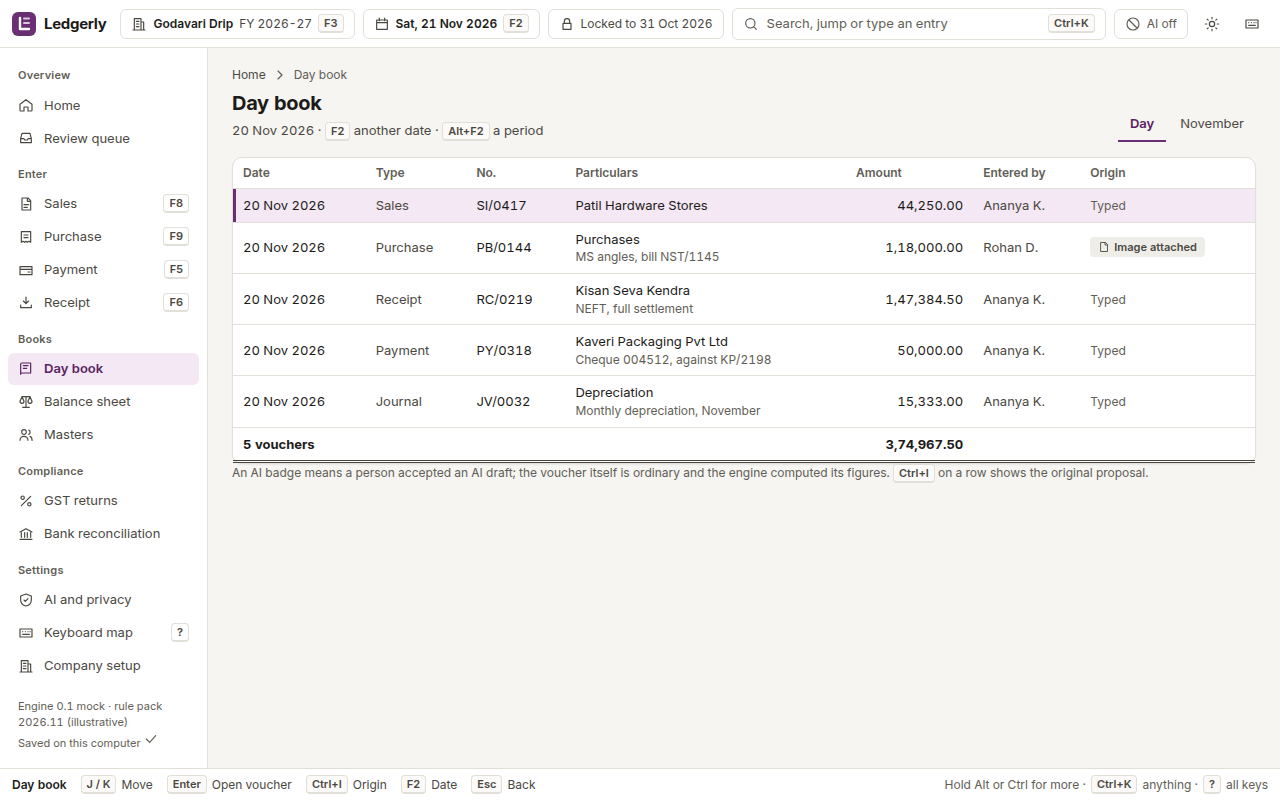 Ledgerly
Godavari Drip FY 2026-27 F3
Sat, 21 Nov 2026 F2
Locked to 31 Oct 2026
Search, jump or type an entry Ctrl+K
AI off
Overview
Home
Review queue
Enter
Sales F8
Purchase F9
Payment F5
Receipt F6
Books
Day book
Balance sheet
Masters
Compliance
GST returns
Bank reconciliation
Settings
AI and privacy
Keyboard map ?
Company setup
Engine 0.1 mock · rule pack
2026.11 (illustrative)
Saved on this computer
Home Day book
Day book
20 Nov 2026 · F2 another date · Alt+F2 a period
Day November
Date Type No. Particulars Amount Entered by Origin
20 Nov 2026 Sales SI/0417 Patil Hardware Stores 44,250.00 Ananya K. Typed
20 Nov 2026 Purchase PB/0144 Purchases 1,18,000.00 Rohan D. Image attached
MS angles, bill NST/1145
20 Nov 2026 Receipt RC/0219 Kisan Seva Kendra 1,47,384.50 Ananya K. Typed
NEFT, full settlement
20 Nov 2026 Payment PY/0318 Kaveri Packaging Pvt Ltd 50,000.00 Ananya K. Typed
Cheque 004512, against KP/2198
20 Nov 2026 Journal JV/0032 Depreciation 15,333.00 Ananya K. Typed
Monthly depreciation, November
5 vouchers 3,74,967.50
An AI badge means a person accepted an AI draft; the voucher itself is ordinary and the engine computed its figures. Ctrl+I on a row shows the original proposal.
Day book J / K Move Enter Open voucher Ctrl+I Origin F2 Date Esc Back
Hold Alt or Ctrl for more · Ctrl+K anything · ? all keys